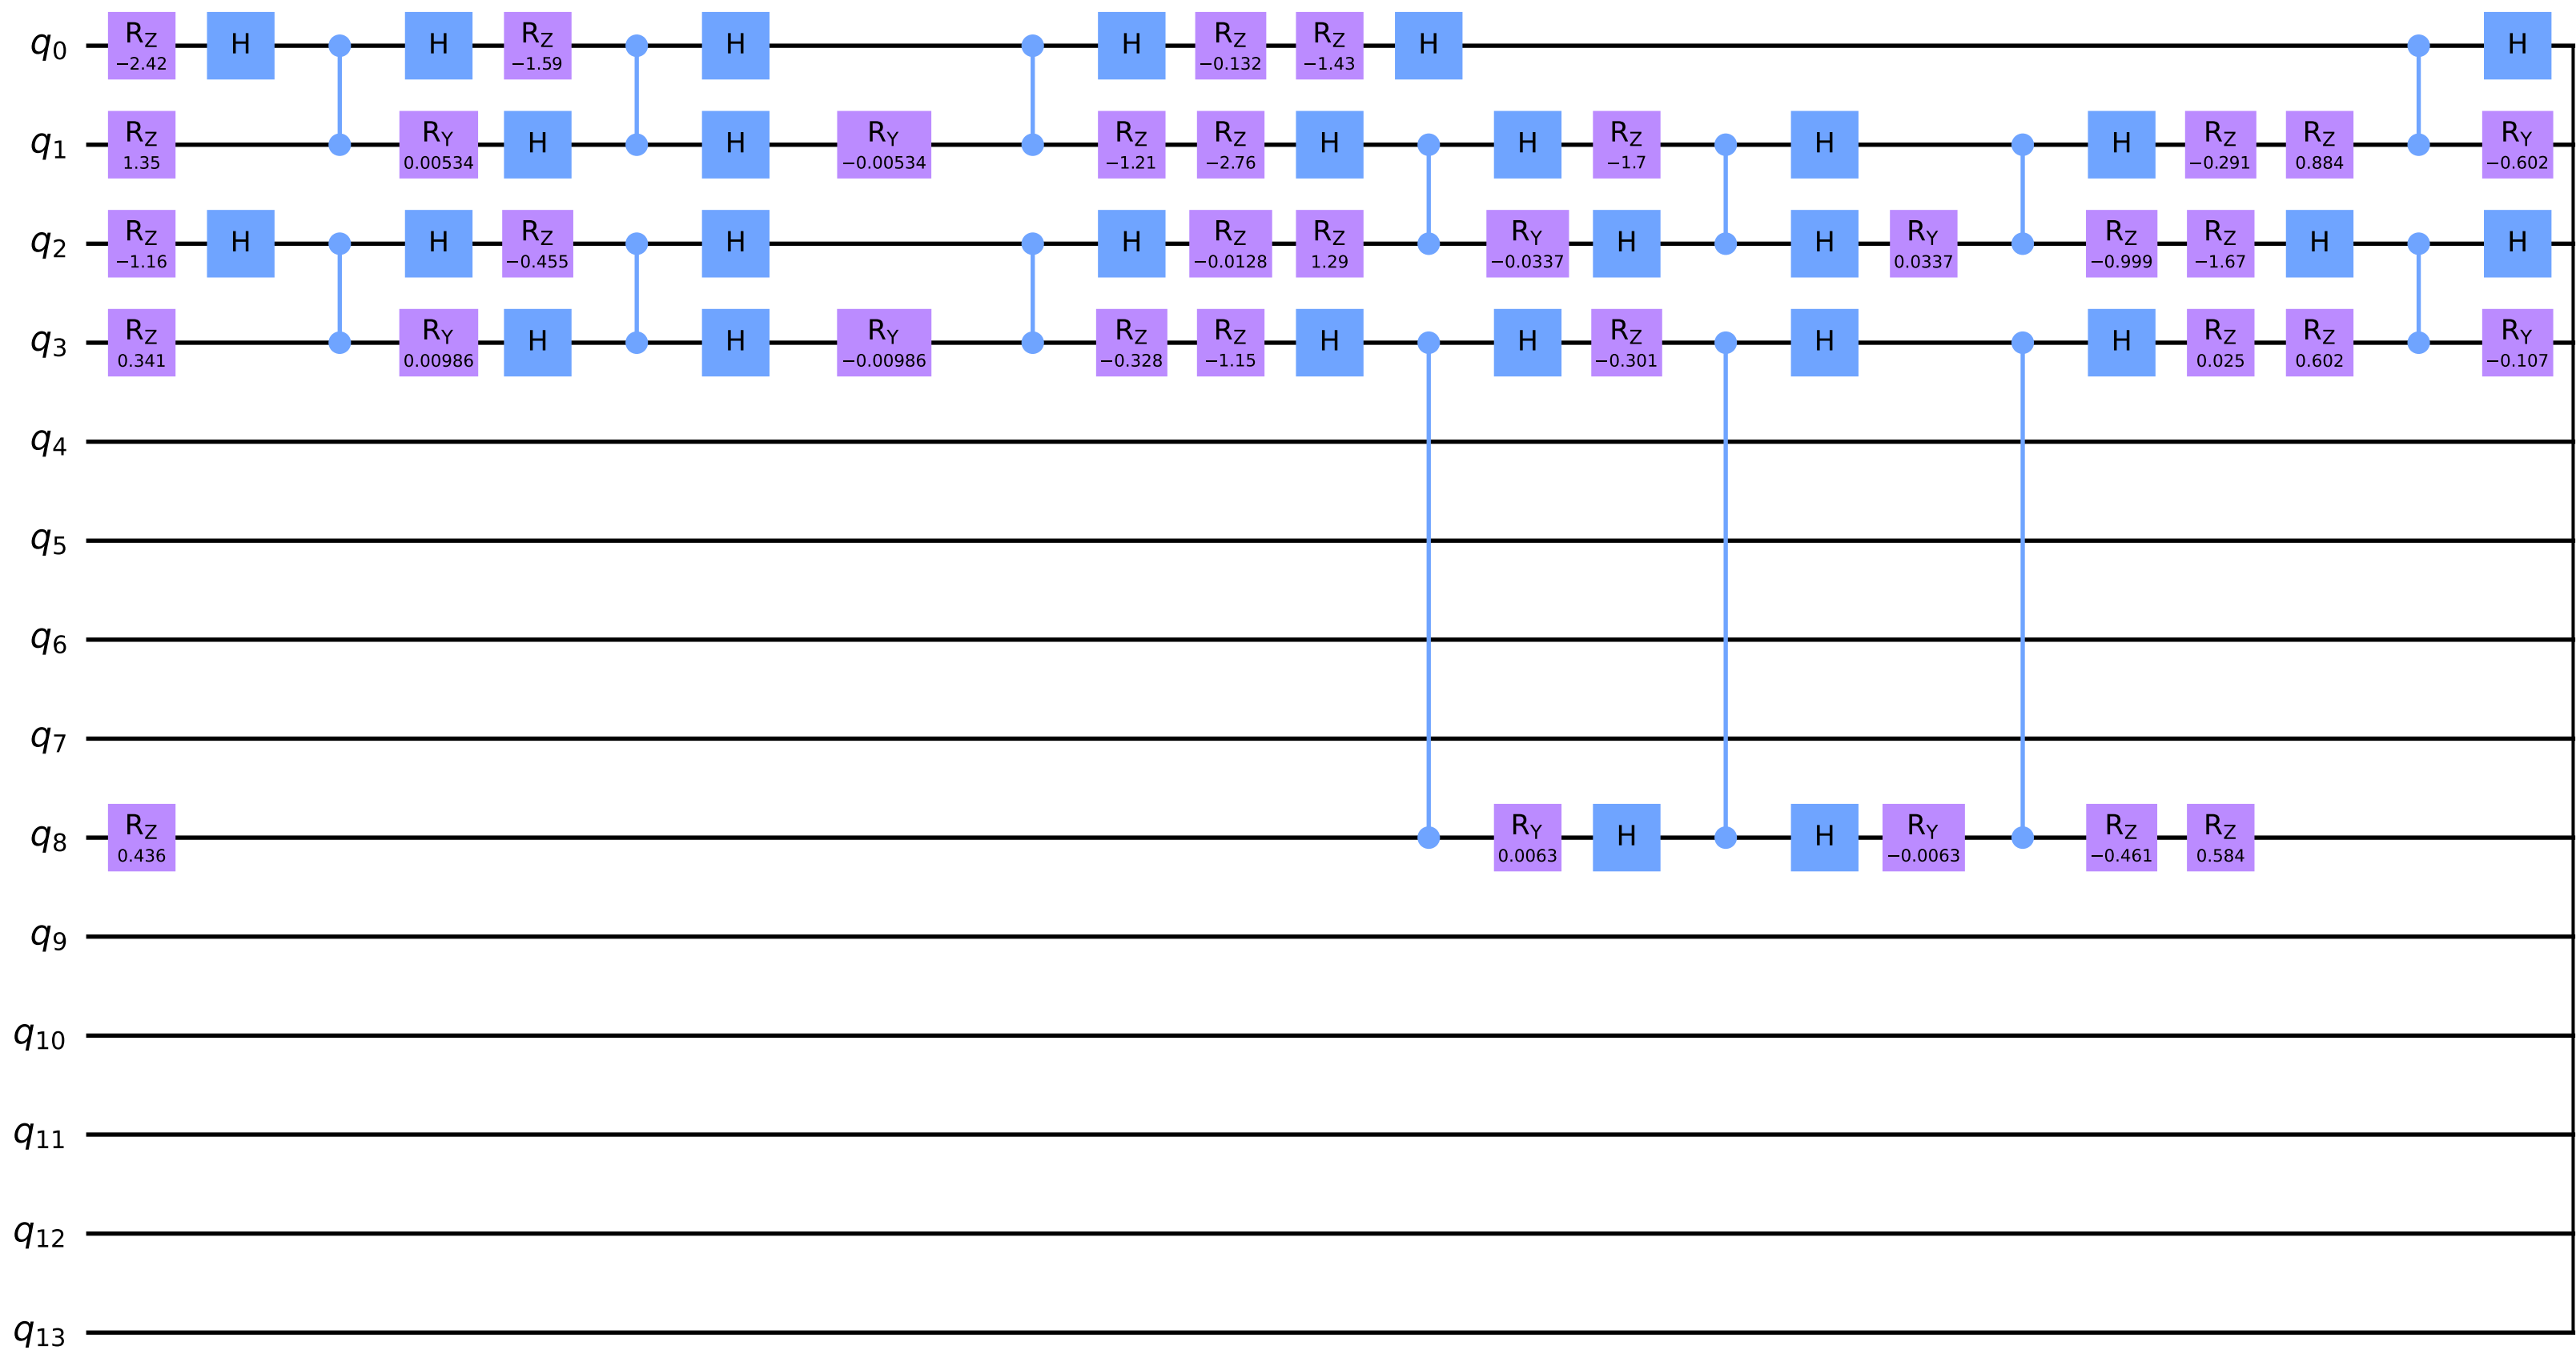 q0 RZ −2.42 H H RZ −1.59 H H RZ −0.132 RZ −1.43 H H
q1 RZ 1.35 RY 0.00534 H H RY −0.00534 RZ −1.21 RZ −2.76 H H RZ −1.7 H H RZ −0.291 RZ 0.884 RY −0.602
q2 RZ −1.16 H H RZ −0.455 H H RZ −0.0128 RZ 1.29 RY −0.0337 H H RY 0.0337 RZ −0.999 RZ −1.67 H H
q3 RZ 0.341 RY 0.00986 H H RY −0.00986 RZ −0.328 RZ −1.15 H H RZ −0.301 H H RZ 0.025 RZ 0.602 RY −0.107
q4
q5
q6
q7
q8 RZ 0.436 RY 0.0063 H H RY −0.0063 RZ −0.461 RZ 0.584
q9
q10
q11
q12
q13